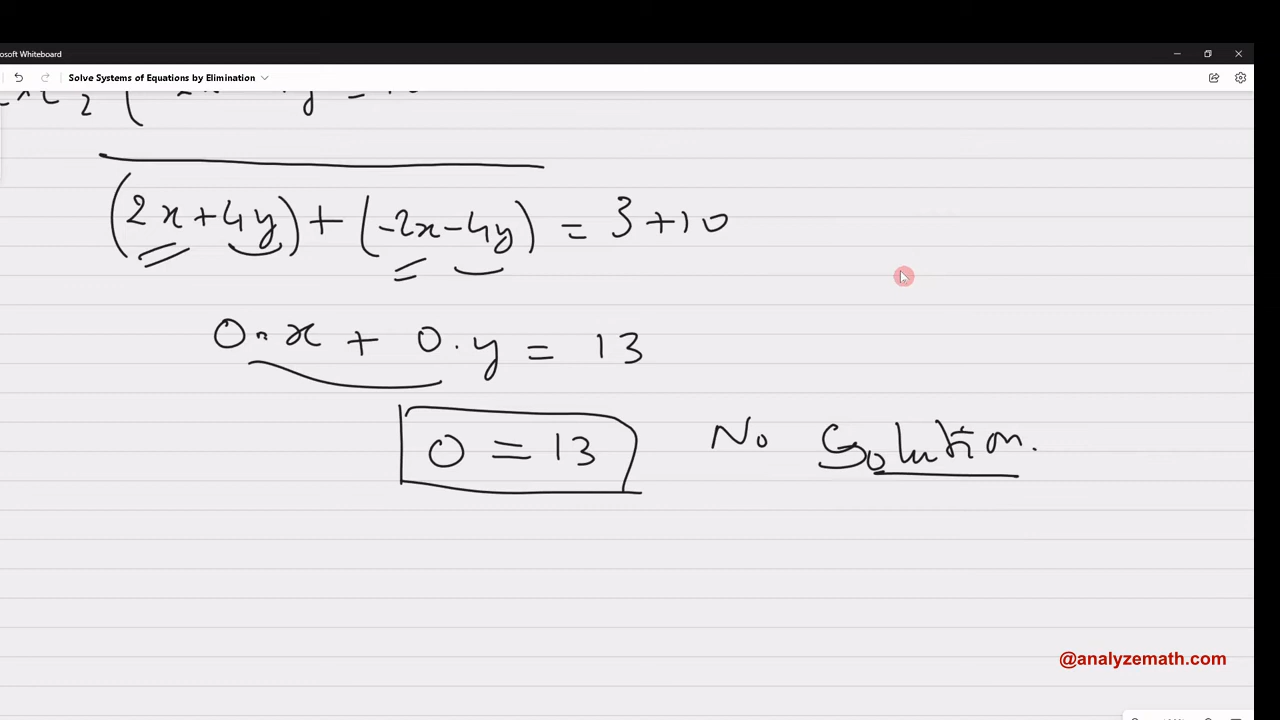 osoft Whiteboard
Solve Systems of Equations by Elimination
(2x+4y)+(-2x-4y) = 3+10
0.x + 0.y = 13
0 = 13 No Solution.
@analyzemath.com